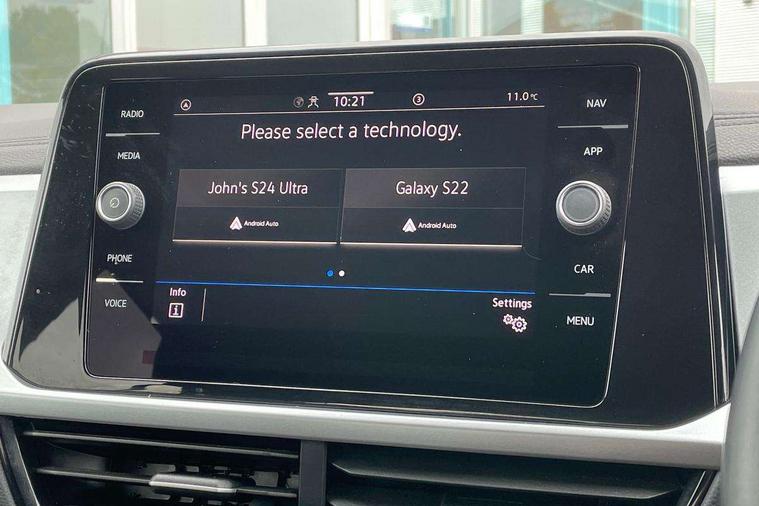 RADIO
MEDIA
PHONE
VOICE
10:21
3
11.0°C
Please select a technology.
John's S24 Ultra
Android Auto
Galaxy S22
Android Auto
Info
i
Settings
NAV
APP
CAR
MENU